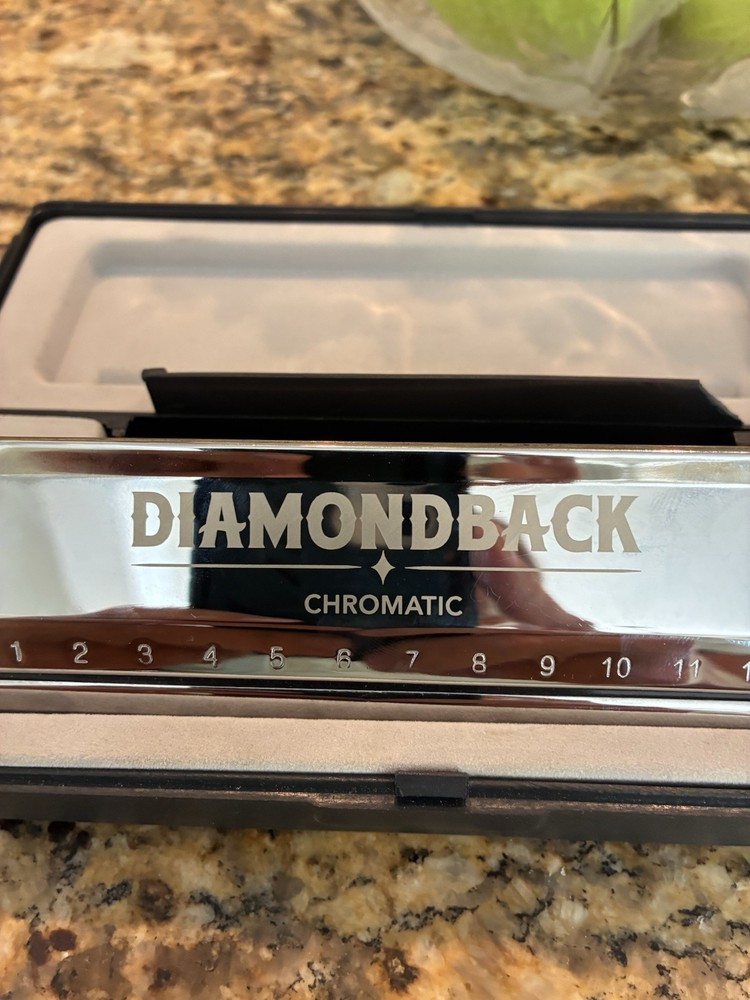 DIAMONDBACK
CHROMATIC
1 2 3 4 5 6 7 8 9 10 11